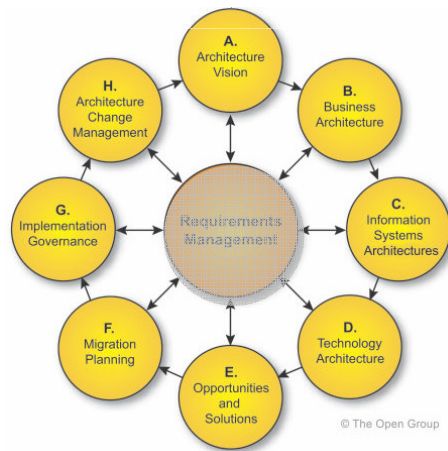 A.
Architecture
Vision
B.
Business
Architecture
C.
Information
Systems
Architectures
D.
Technology
Architecture
E.
Opportunities
and
Solutions
F.
Migration
Planning
G.
Implementation
Governance
H.
Architecture
Change
Management
Requirements
Management
© The Open Group